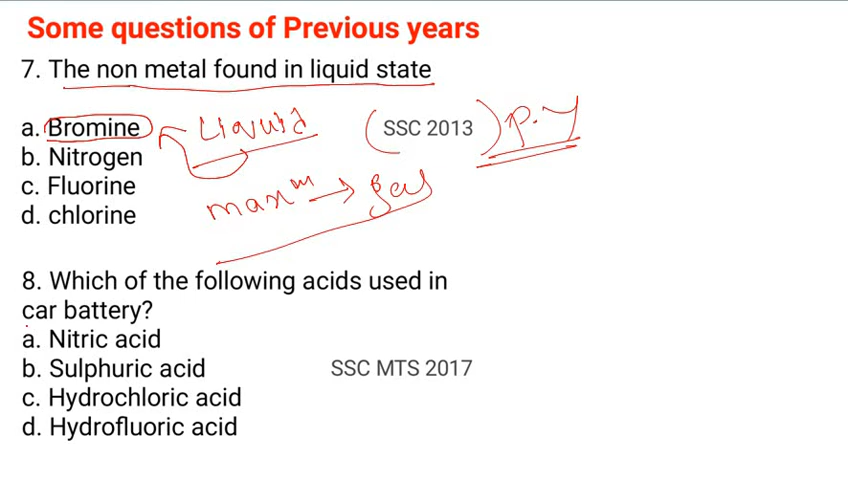 Some questions of Previous years
7. The non metal found in liquid state
a. Bromine Liquid (SSC 2013) P.Y
b. Nitrogen
c. Fluorine maxm → gas
d. chlorine
8. Which of the following acids used in
car battery?
a. Nitric acid
b. Sulphuric acid SSC MTS 2017
c. Hydrochloric acid
d. Hydrofluoric acid